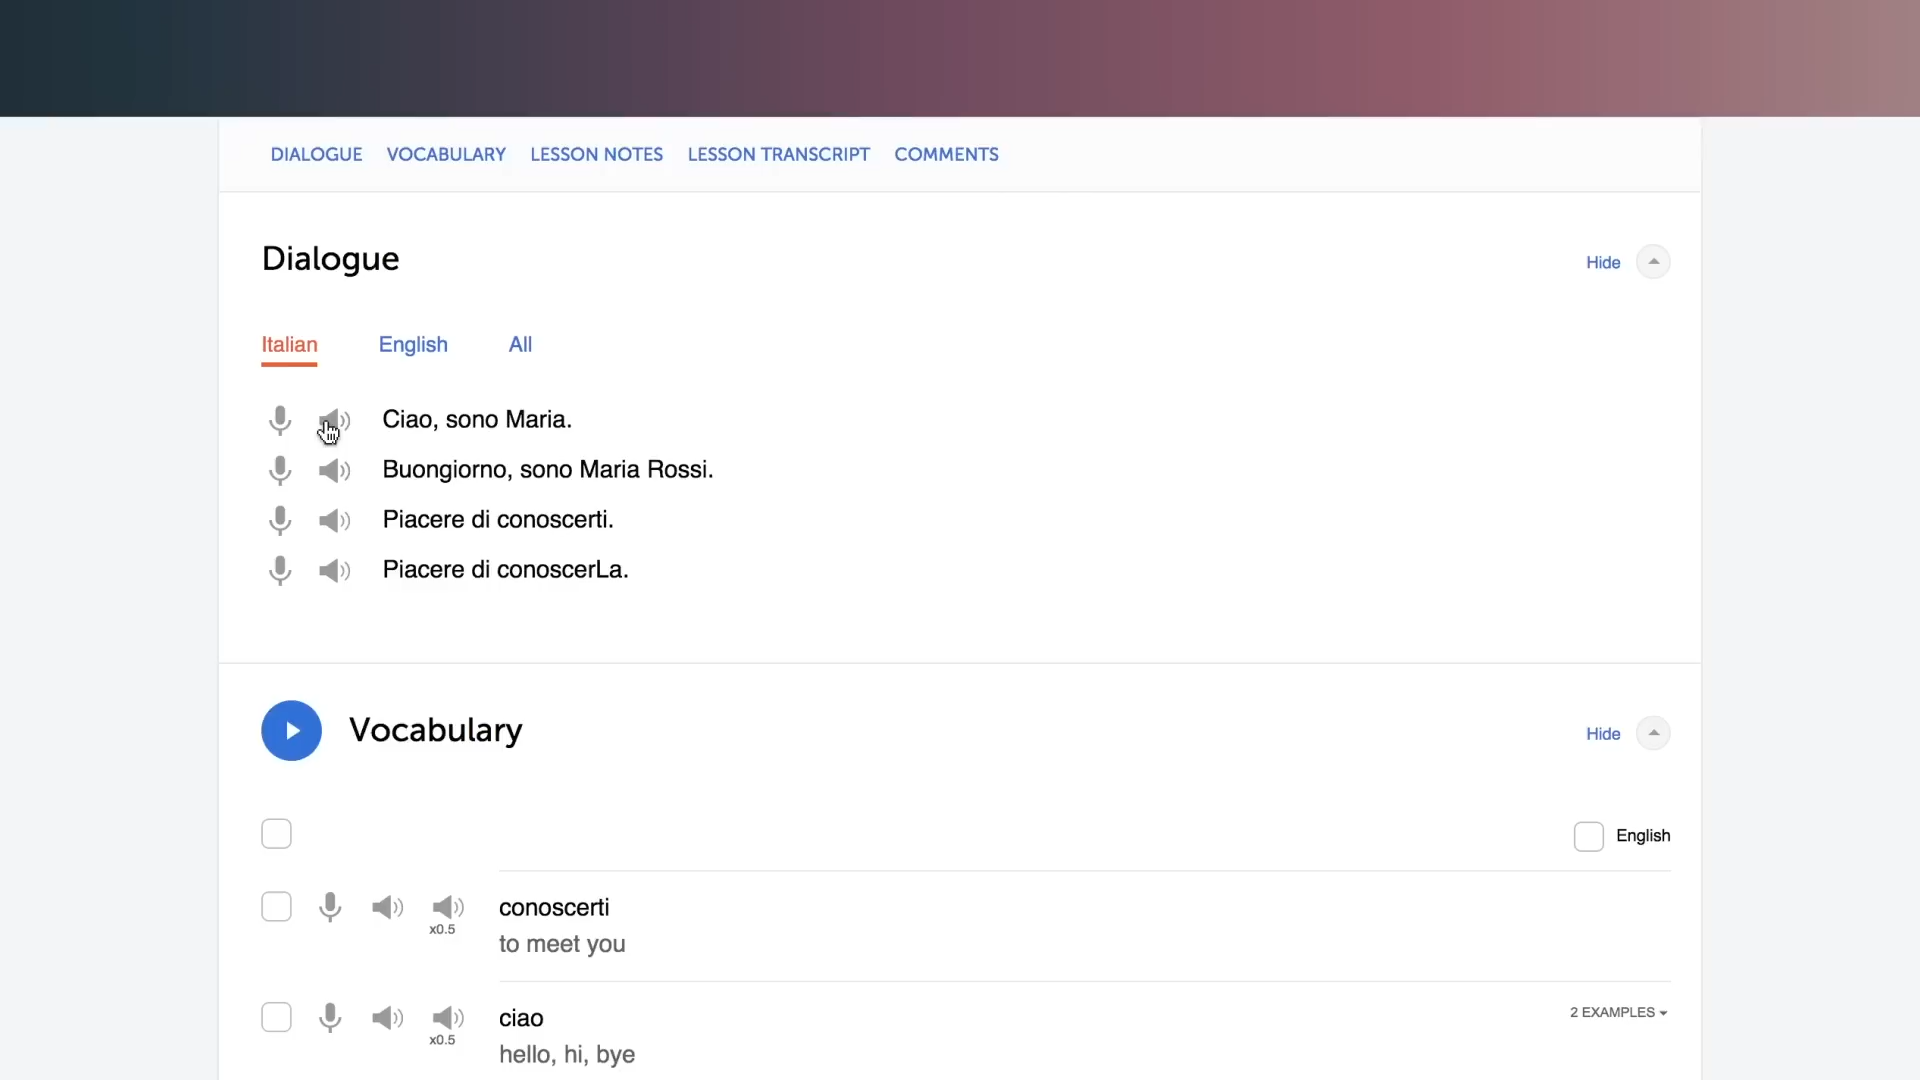 DIALOGUE VOCABULARY LESSON NOTES LESSON TRANSCRIPT COMMENTS
Dialogue
Hide
Italian English All
Ciao, sono Maria.
Buongiorno, sono Maria Rossi.
Piacere di conoscerti.
Piacere di conoscerLa.
Vocabulary
Hide
English
conoscerti
x0.5
to meet you
ciao
2 EXAMPLES
x0.5
hello, hi, bye